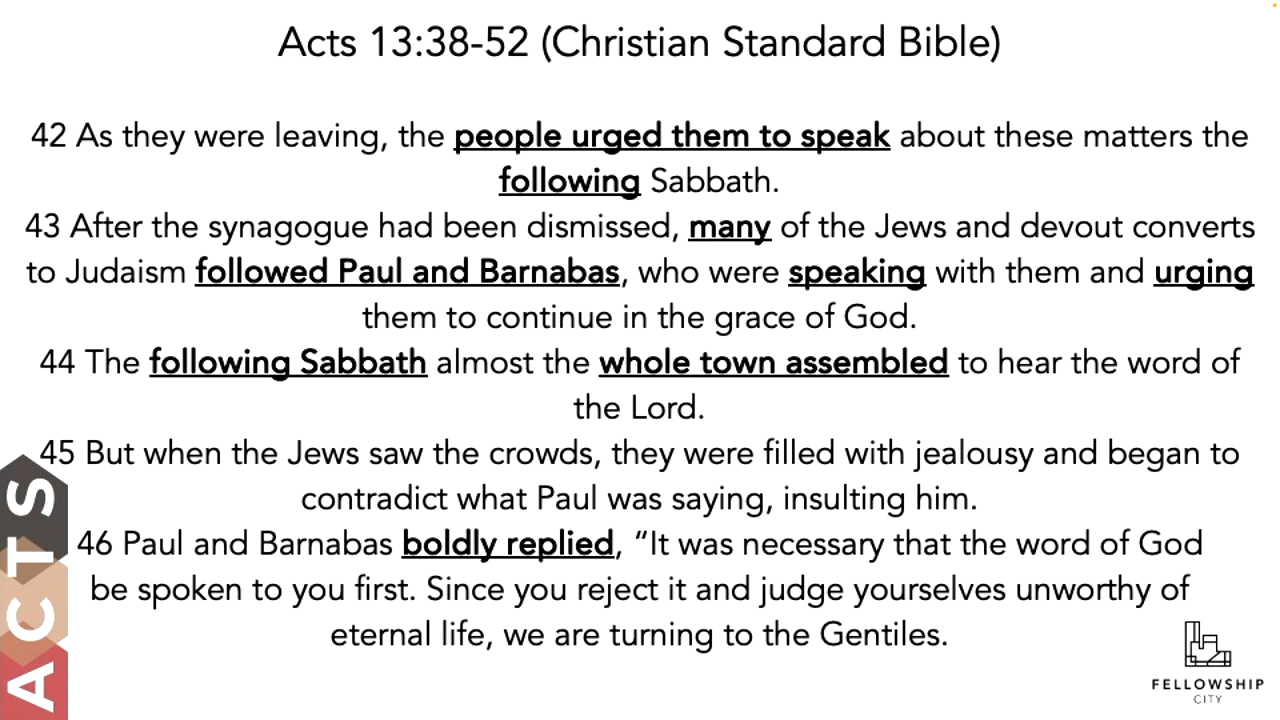 Acts 13:38-52 (Christian Standard Bible)
42 As they were leaving, the people urged them to speak about these matters the
following Sabbath.
43 After the synagogue had been dismissed, many of the Jews and devout converts
to Judaism followed Paul and Barnabas, who were speaking with them and urging
them to continue in the grace of God.
44 The following Sabbath almost the whole town assembled to hear the word of
the Lord.
45 But when the Jews saw the crowds, they were filled with jealousy and began to
contradict what Paul was saying, insulting him.
46 Paul and Barnabas boldly replied, “It was necessary that the word of God
be spoken to you first. Since you reject it and judge yourselves unworthy of
eternal life, we are turning to the Gentiles.
ACTS
FELLOWSHIP
CITY